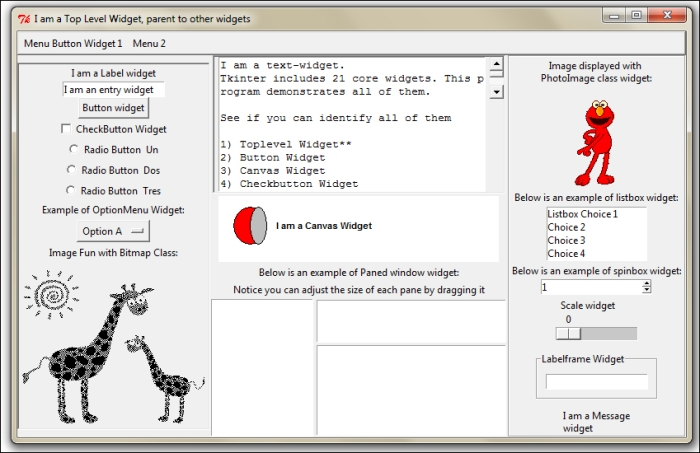 I am a Top Level Widget, parent to other widgets
Menu Button Widget 1 Menu 2
I am a Label widget
I am an entry widget
Button widget
CheckButton Widget
Radio Button Un
Radio Button Dos
Radio Button Tres
Example of OptionMenu Widget:
Option A
Image Fun with Bitmap Class:
I am a text-widget.
Tkinter includes 21 core widgets. This p
rogram demonstrates all of them.
See if you can identify all of them
1) Toplevel Widget**
2) Button Widget
3) Canvas Widget
4) Checkbutton Widget
I am a Canvas Widget
Below is an example of Paned window widget:
Notice you can adjust the size of each pane by dragging it
Image displayed with
PhotoImage class widget:
Below is an example of listbox widget:
Listbox Choice 1
Choice 2
Choice 3
Choice 4
Below is an example of spinbox widget:
1
Scale widget
0
Labelframe Widget
I am a Message
widget